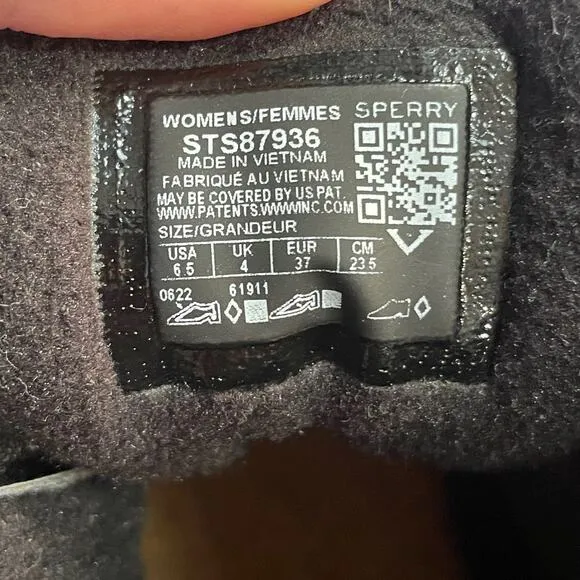 WOMENS/FEMMES SPERRY
STS87936
MADE IN VIETNAM
FABRIQUÉ AU VIETNAM
MAY BE COVERED BY US PAT.
WWW.PATENTS.WWWINC.COM
SIZE/GRANDEUR
USA UK EUR CM
6.5 4 37 23.5
0622 61911